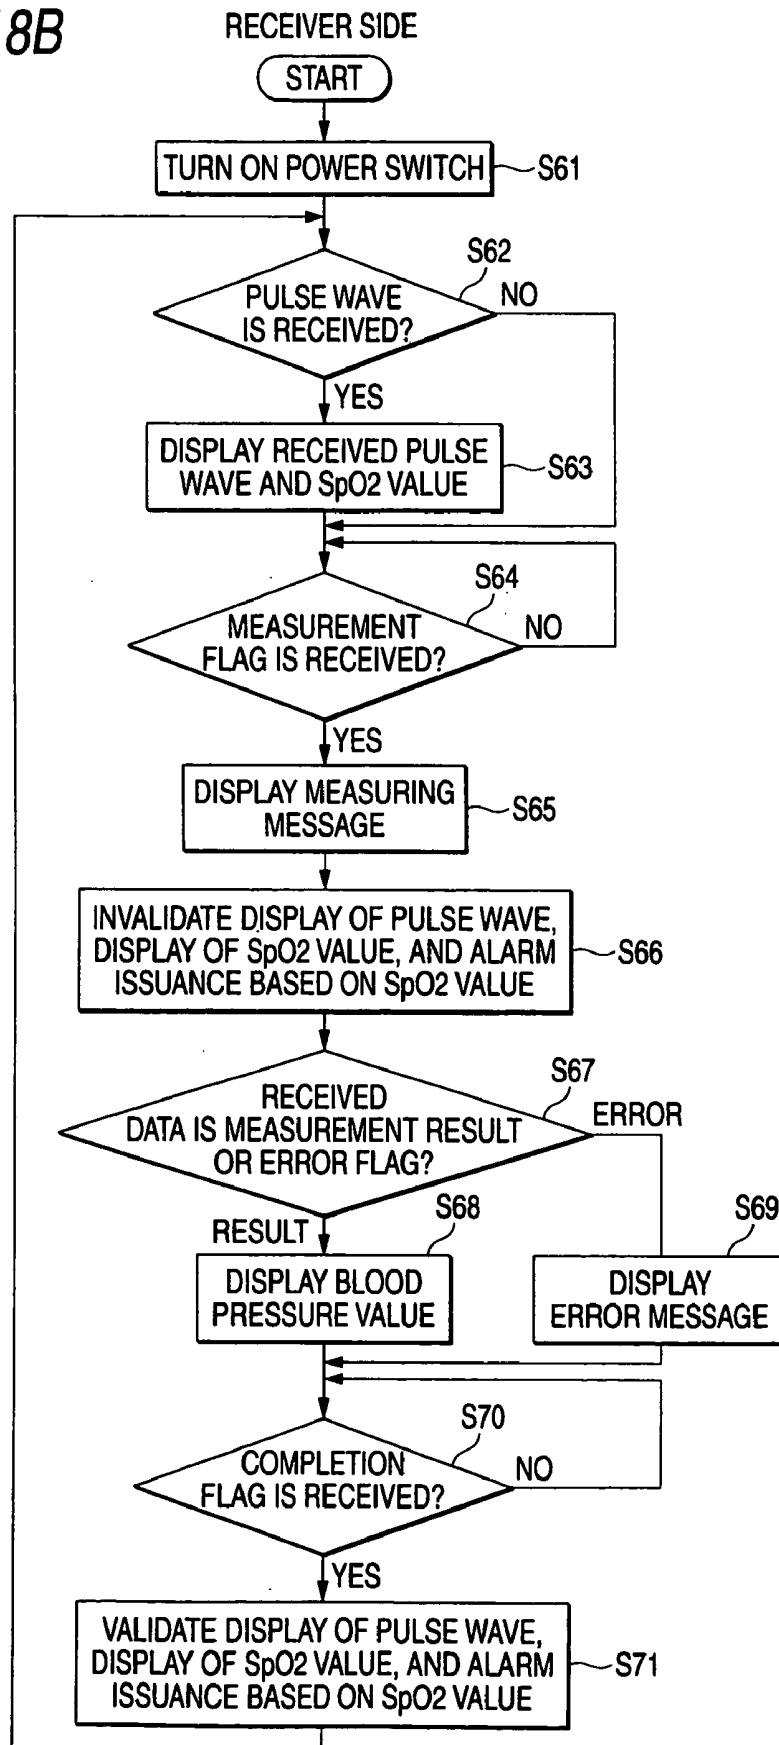 8B
RECEIVER SIDE
START
TURN ON POWER SWITCH
S61
S62
PULSE WAVE
IS RECEIVED?
NO
YES
DISPLAY RECEIVED PULSE
WAVE AND SpO2 VALUE
S63
S64
MEASUREMENT
FLAG IS RECEIVED?
NO
YES
DISPLAY MEASURING
MESSAGE
S65
INVALIDATE DISPLAY OF PULSE WAVE,
DISPLAY OF SpO2 VALUE, AND ALARM
ISSUANCE BASED ON SpO2 VALUE
S66
S67
RECEIVED
DATA IS MEASUREMENT RESULT
OR ERROR FLAG?
ERROR
RESULT
S68
DISPLAY BLOOD
PRESSURE VALUE
S69
DISPLAY
ERROR MESSAGE
S70
COMPLETION
FLAG IS RECEIVED?
NO
YES
VALIDATE DISPLAY OF PULSE WAVE,
DISPLAY OF SpO2 VALUE, AND ALARM
ISSUANCE BASED ON SpO2 VALUE
S71